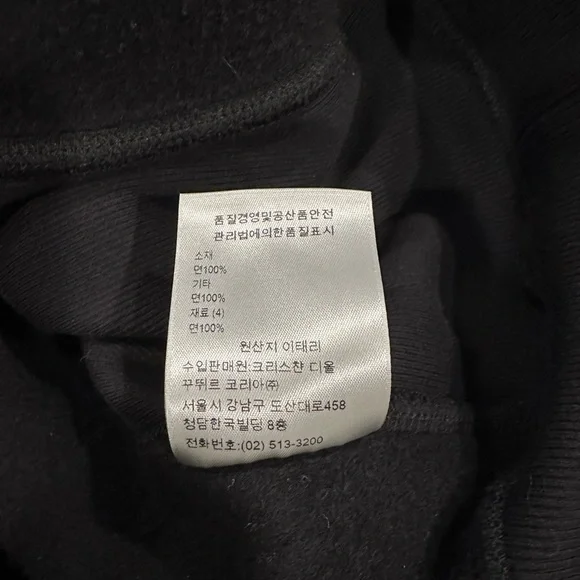 품질경영및공산품안전
관리법에의한품질표시
소재
면100%
기타
면100%
재료 (4)
면100%
원산지 이태리
수입판매원:크리스챤 디올
꾸뛰르 코리아㈜
서울시 강남구 도산대로458
청담한국빌딩 8층
전화번호:(02) 513-3200